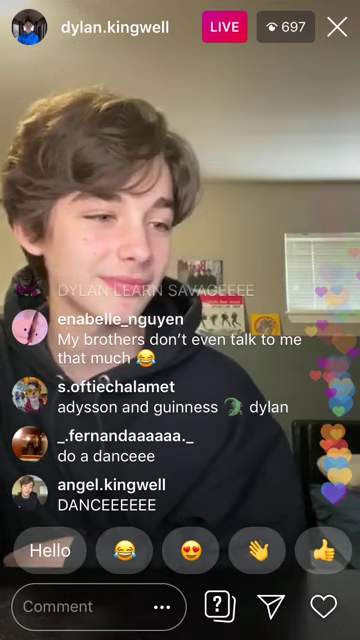 dylan.kingwell
LIVE
697
DYLAN LEARN SAVAGEEEE
enabelle_nguyen
My brothers don't even talk to me
that much 😂
s.oftiechalamet
adysson and guinness 🐊 dylan
_.fernandaaaaaa._
do a danceee
angel.kingwell
DANCEEEEEE
Hello
Comment